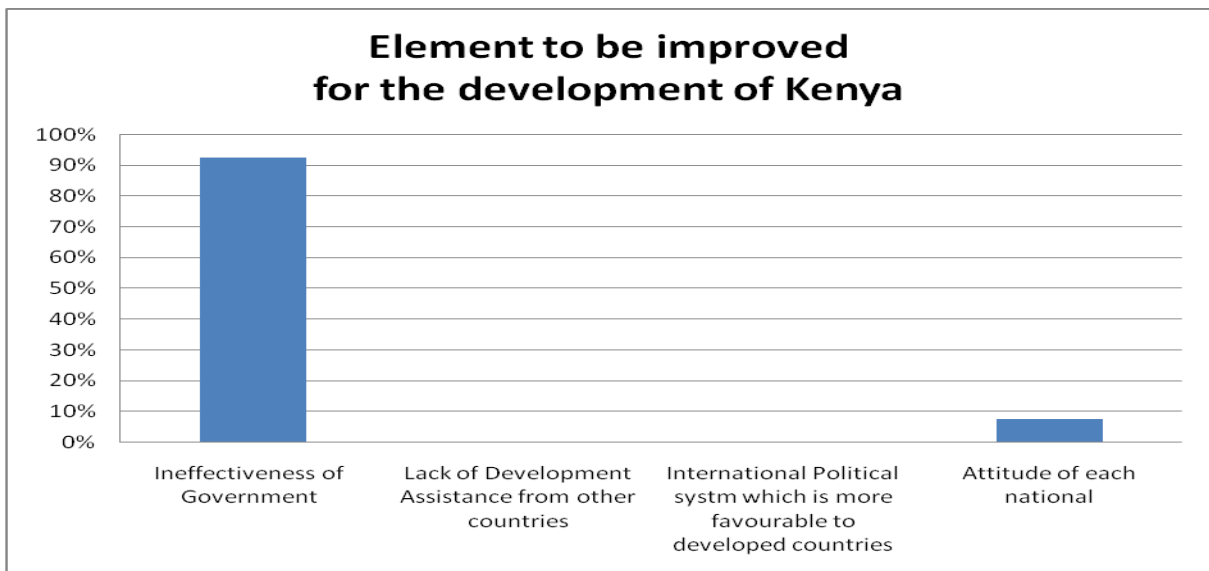 Element to be improved
for the development of Kenya
100%
90%
80%
70%
60%
50%
40%
30%
20%
10%
0%
Ineffectiveness of
Government
Lack of Development
Assistance from other
countries
International Political
systm which is more
favourable to
developed countries
Attitude of each
national